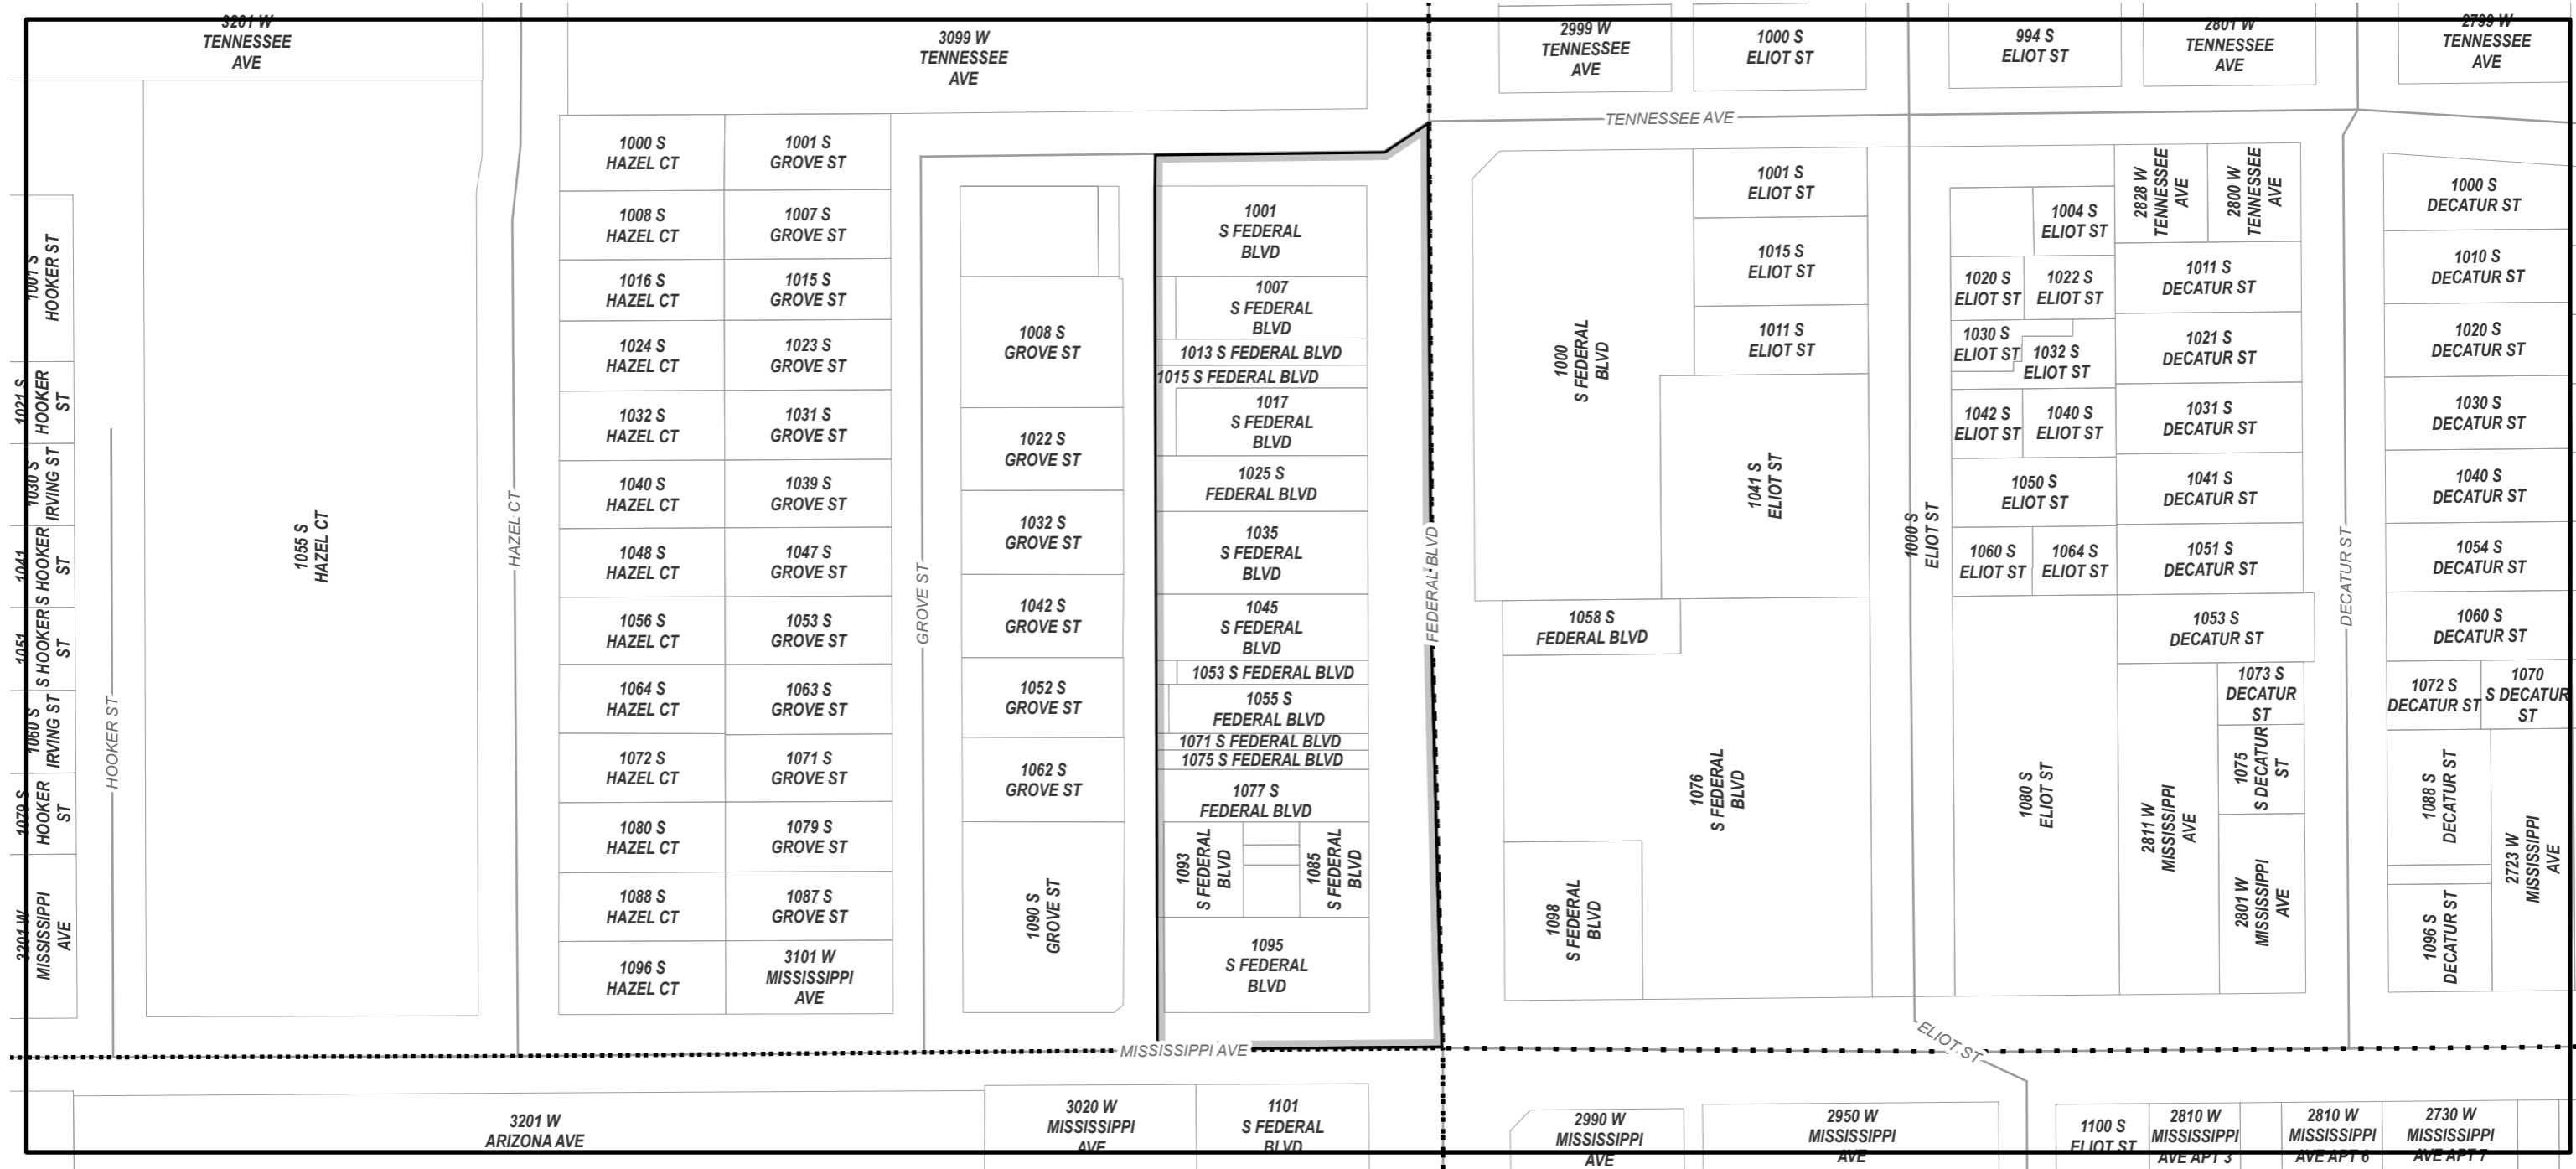 3201 W
TENNESSEE
AVE
3099 W
TENNESSEE
AVE
2999 W
TENNESSEE
AVE
1000 S
ELIOT ST
994 S
ELIOT ST
2801 W
TENNESSEE
AVE
2799 W
TENNESSEE
AVE
TENNESSEE AVE
1001 S
HOOKER ST
1021 S
HOOKER
ST
1030 S
IRVING ST
1041
S HOOKER
ST
1051
S HOOKER
ST
1060 S
IRVING ST
1079 S
HOOKER
ST
3201 W
MISSISSIPPI
AVE
HOOKER ST
1055 S
HAZEL CT
HAZEL CT
1000 S
HAZEL CT
1008 S
HAZEL CT
1016 S
HAZEL CT
1024 S
HAZEL CT
1032 S
HAZEL CT
1040 S
HAZEL CT
1048 S
HAZEL CT
1056 S
HAZEL CT
1064 S
HAZEL CT
1072 S
HAZEL CT
1080 S
HAZEL CT
1088 S
HAZEL CT
1096 S
HAZEL CT
1001 S
GROVE ST
1007 S
GROVE ST
1015 S
GROVE ST
1023 S
GROVE ST
1031 S
GROVE ST
1039 S
GROVE ST
1047 S
GROVE ST
1053 S
GROVE ST
1063 S
GROVE ST
1071 S
GROVE ST
1079 S
GROVE ST
1087 S
GROVE ST
3101 W
MISSISSIPPI
AVE
GROVE ST
1008 S
GROVE ST
1022 S
GROVE ST
1032 S
GROVE ST
1042 S
GROVE ST
1052 S
GROVE ST
1062 S
GROVE ST
1090 S
GROVE ST
1001
S FEDERAL
BLVD
1007
S FEDERAL
BLVD
1013 S FEDERAL BLVD
1015 S FEDERAL BLVD
1017
S FEDERAL
BLVD
1025 S
FEDERAL BLVD
1035
S FEDERAL
BLVD
1045
S FEDERAL
BLVD
1053 S FEDERAL BLVD
1055 S
FEDERAL BLVD
1071 S FEDERAL BLVD
1075 S FEDERAL BLVD
1077 S
FEDERAL BLVD
1093
S FEDERAL
BLVD
1085
S FEDERAL
BLVD
1095
S FEDERAL
BLVD
FEDERAL BLVD
1000
S FEDERAL
BLVD
1001 S
ELIOT ST
1015 S
ELIOT ST
1011 S
ELIOT ST
1041 S
ELIOT ST
1058 S
FEDERAL BLVD
1076
S FEDERAL
BLVD
1098
S FEDERAL
BLVD
1000 S
ELIOT ST
1004 S
ELIOT ST
1020 S
ELIOT ST
1022 S
ELIOT ST
1030 S
ELIOT ST
1032 S
ELIOT ST
1042 S
ELIOT ST
1040 S
ELIOT ST
1050 S
ELIOT ST
1060 S
ELIOT ST
1064 S
ELIOT ST
1080 S
ELIOT ST
2828 W
TENNESSEE
AVE
2800 W
TENNESSEE
AVE
1011 S
DECATUR ST
1021 S
DECATUR ST
1031 S
DECATUR ST
1041 S
DECATUR ST
1051 S
DECATUR ST
1053 S
DECATUR ST
1073 S
DECATUR
ST
1075
S DECATUR
ST
2811 W
MISSISSIPPI
AVE
2801 W
MISSISSIPPI
AVE
DECATUR ST
1000 S
DECATUR ST
1010 S
DECATUR ST
1020 S
DECATUR ST
1030 S
DECATUR ST
1040 S
DECATUR ST
1054 S
DECATUR ST
1060 S
DECATUR ST
1072 S
DECATUR ST
1070
S DECATUR
ST
1088 S
DECATUR ST
2723 W
MISSISSIPPI
AVE
1096 S
DECATUR ST
MISSISSIPPI AVE
ELIOT ST
3201 W
ARIZONA AVE
3020 W
MISSISSIPPI
AVE
1101
S FEDERAL
BLVD
2990 W
MISSISSIPPI
AVE
2950 W
MISSISSIPPI
AVE
1100 S
ELIOT ST
2810 W
MISSISSIPPI
AVE APT 3
2810 W
MISSISSIPPI
AVE APT 6
2730 W
MISSISSIPPI
AVE APT 7